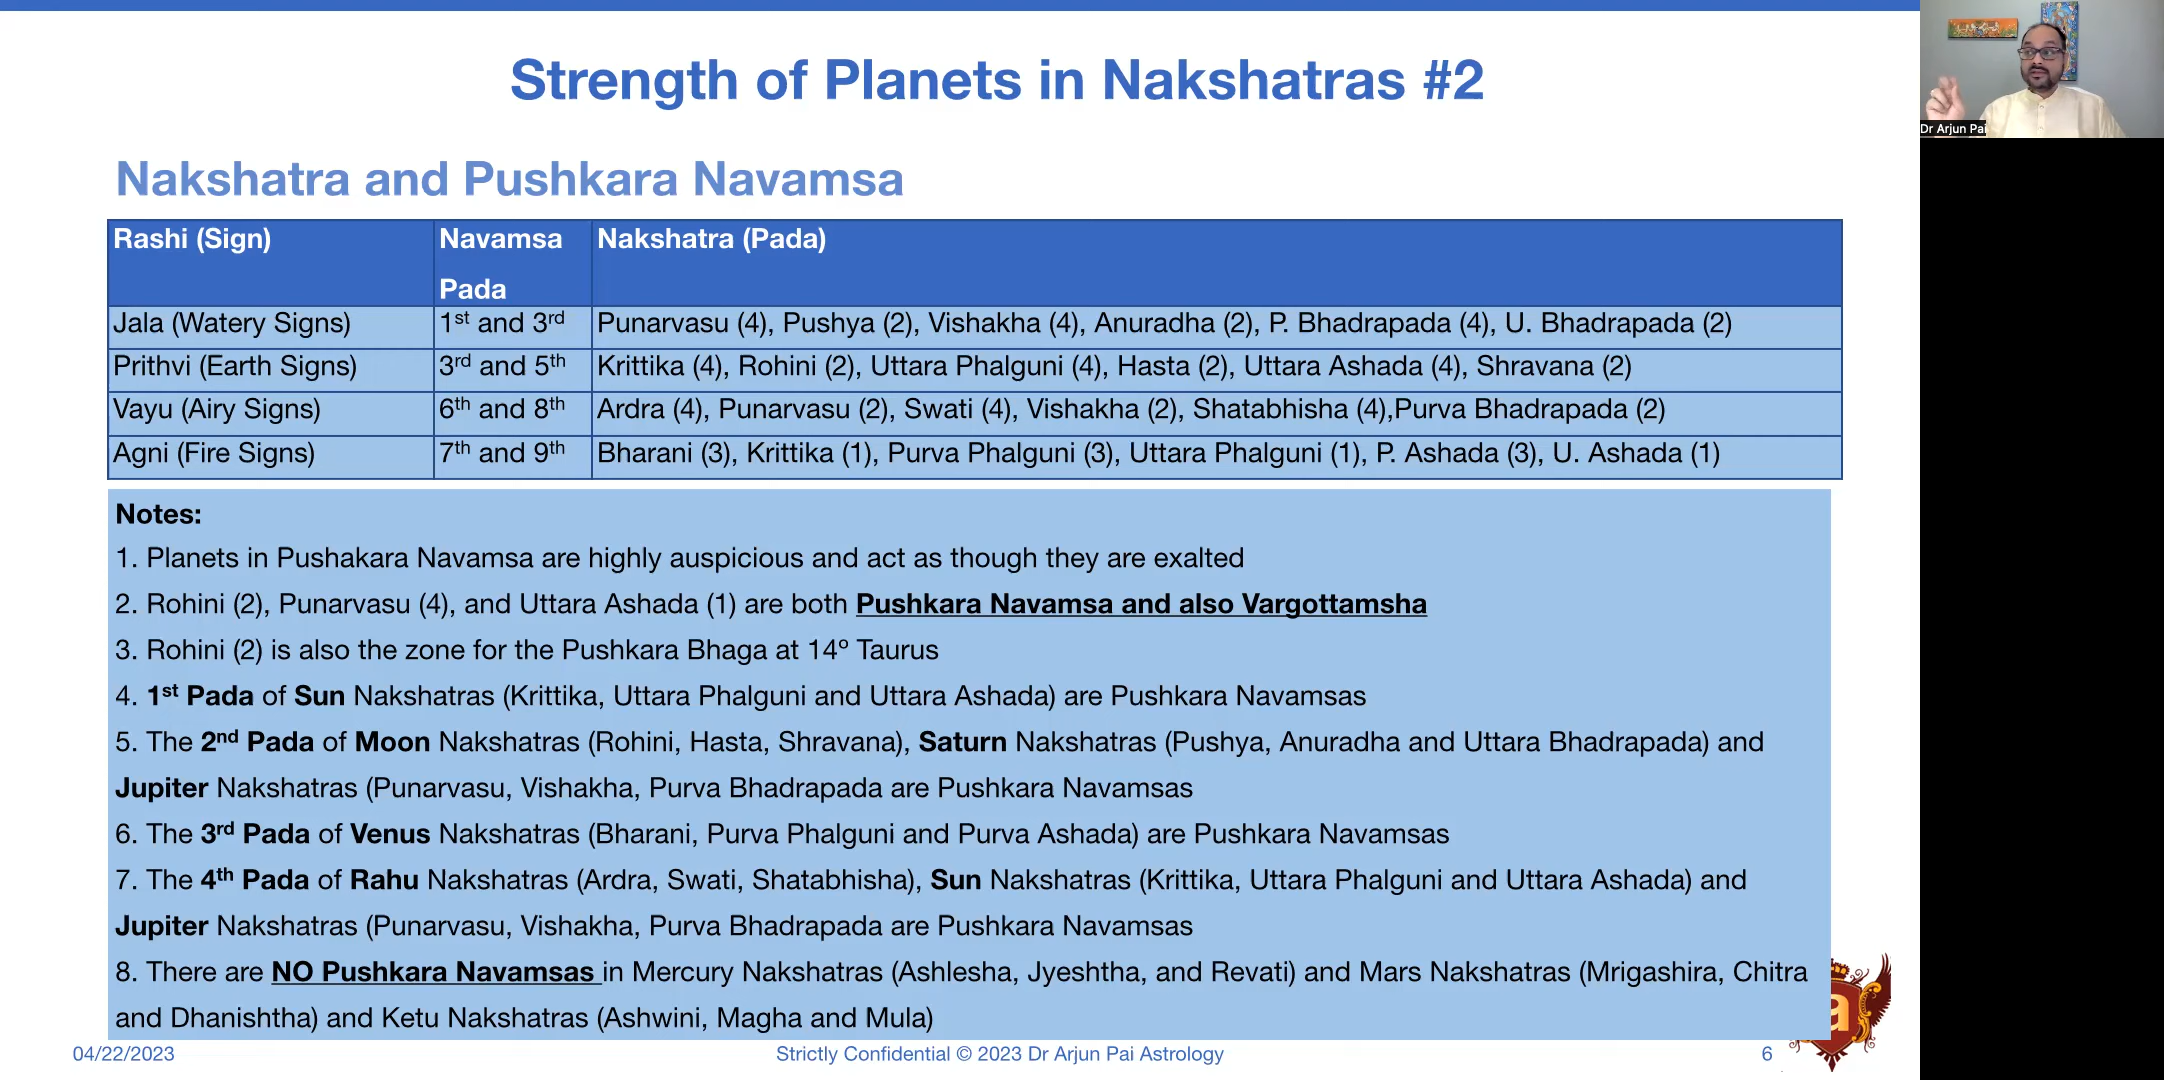 Strength of Planets in Nakshatras #2
Dr Arjun Pai
Nakshatra and Pushkara Navamsa
Rashi (Sign) Navamsa Pada Nakshatra (Pada)
Jala (Watery Signs) 1st and 3rd Punarvasu (4), Pushya (2), Vishakha (4), Anuradha (2), P. Bhadrapada (4), U. Bhadrapada (2)
Prithvi (Earth Signs) 3rd and 5th Krittika (4), Rohini (2), Uttara Phalguni (4), Hasta (2), Uttara Ashada (4), Shravana (2)
Vayu (Airy Signs) 6th and 8th Ardra (4), Punarvasu (2), Swati (4), Vishakha (2), Shatabhisha (4),Purva Bhadrapada (2)
Agni (Fire Signs) 7th and 9th Bharani (3), Krittika (1), Purva Phalguni (3), Uttara Phalguni (1), P. Ashada (3), U. Ashada (1)
Notes:
1. Planets in Pushakara Navamsa are highly auspicious and act as though they are exalted
2. Rohini (2), Punarvasu (4), and Uttara Ashada (1) are both Pushkara Navamsa and also Vargottamsha
3. Rohini (2) is also the zone for the Pushkara Bhaga at 14º Taurus
4. 1st Pada of Sun Nakshatras (Krittika, Uttara Phalguni and Uttara Ashada) are Pushkara Navamsas
5. The 2nd Pada of Moon Nakshatras (Rohini, Hasta, Shravana), Saturn Nakshatras (Pushya, Anuradha and Uttara Bhadrapada) and
Jupiter Nakshatras (Punarvasu, Vishakha, Purva Bhadrapada are Pushkara Navamsas
6. The 3rd Pada of Venus Nakshatras (Bharani, Purva Phalguni and Purva Ashada) are Pushkara Navamsas
7. The 4th Pada of Rahu Nakshatras (Ardra, Swati, Shatabhisha), Sun Nakshatras (Krittika, Uttara Phalguni and Uttara Ashada) and
Jupiter Nakshatras (Punarvasu, Vishakha, Purva Bhadrapada are Pushkara Navamsas
8. There are NO Pushkara Navamsas in Mercury Nakshatras (Ashlesha, Jyeshtha, and Revati) and Mars Nakshatras (Mrigashira, Chitra
and Dhanishtha) and Ketu Nakshatras (Ashwini, Magha and Mula)
a
04/22/2023 Strictly Confidential © 2023 Dr Arjun Pai Astrology 6